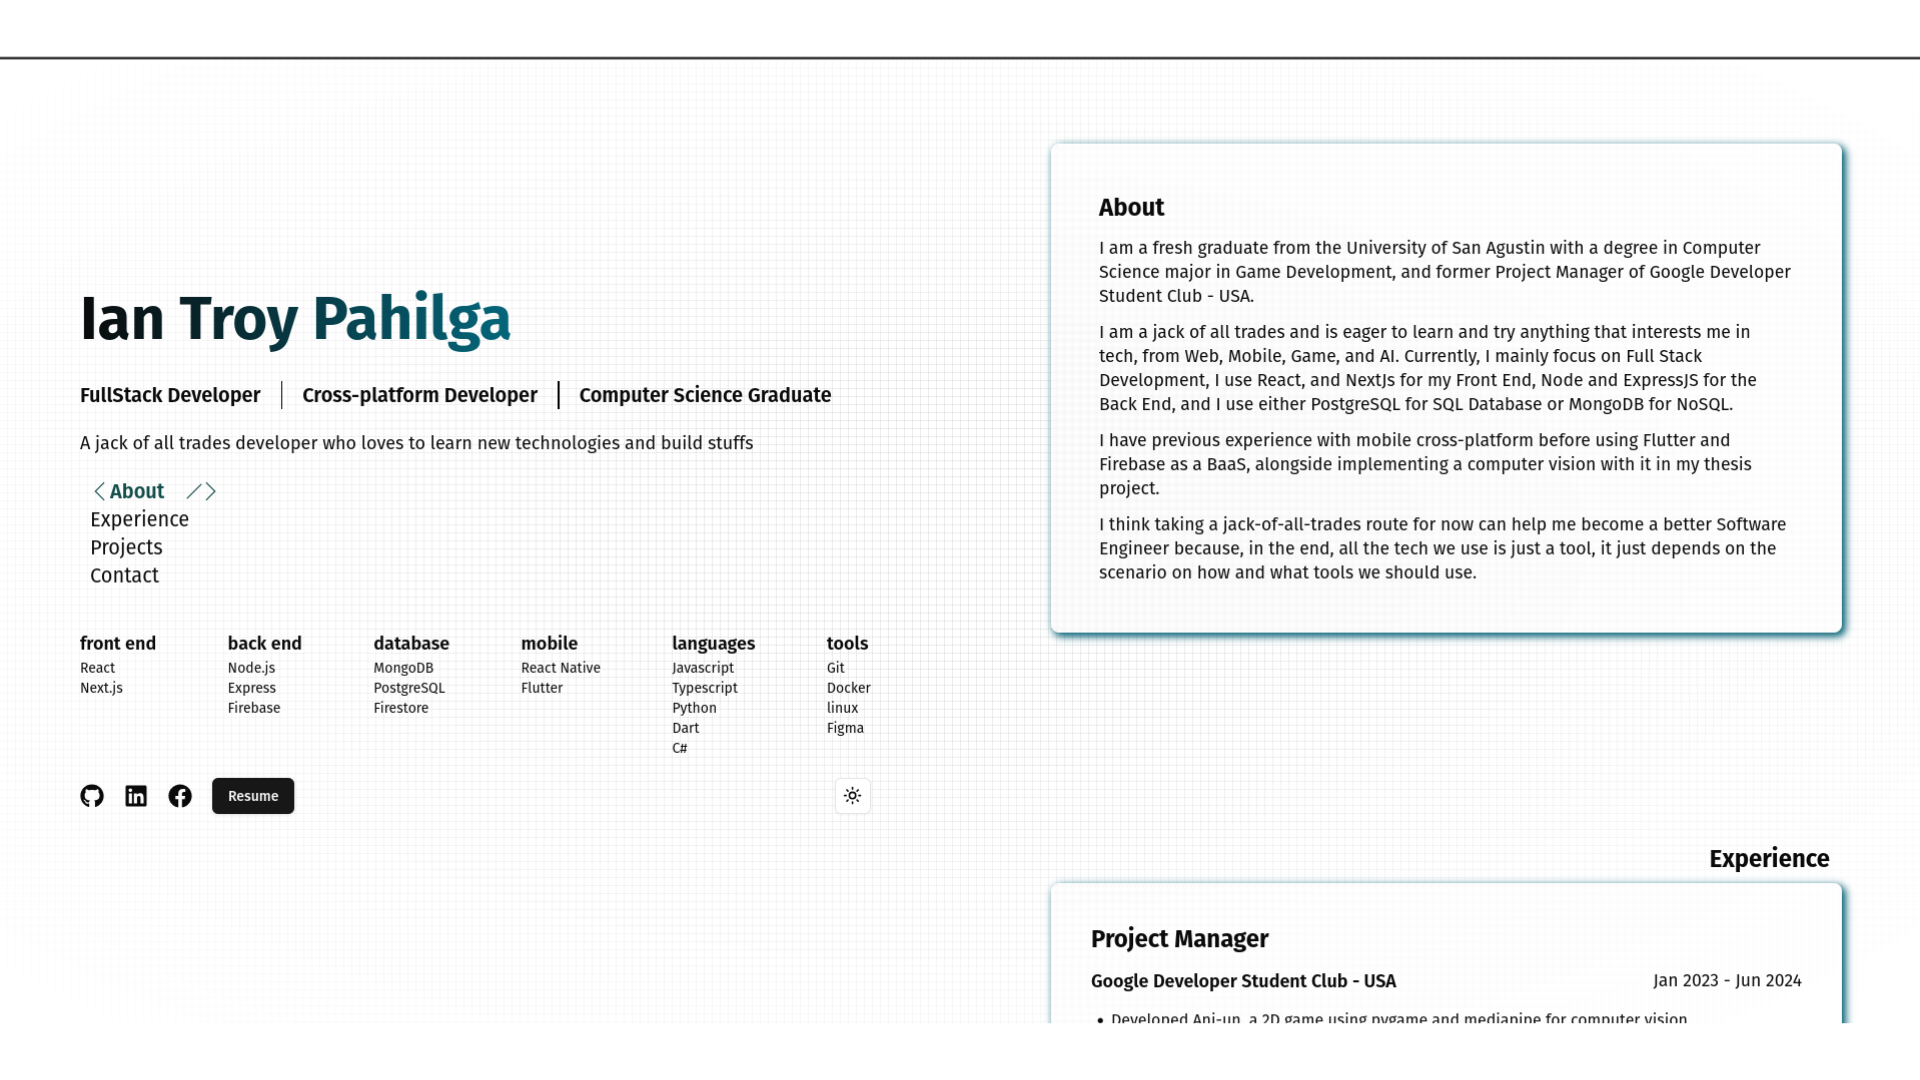 Ian Troy Pahilga
FullStack Developer
Cross-platform Developer
Computer Science Graduate
A jack of all trades developer who loves to learn new technologies and build stuffs
About
Experience
Projects
Contact
front end
React
Next.js
back end
Node.js
Express
Firebase
database
MongoDB
PostgreSQL
Firestore
mobile
React Native
Flutter
languages
Javascript
Typescript
Python
Dart
C#
tools
Git
Docker
linux
Figma
Resume
About
I am a fresh graduate from the University of San Agustin with a degree in Computer
Science major in Game Development, and former Project Manager of Google Developer
Student Club - USA.
I am a jack of all trades and is eager to learn and try anything that interests me in
tech, from Web, Mobile, Game, and AI. Currently, I mainly focus on Full Stack
Development, I use React, and NextJs for my Front End, Node and ExpressJS for the
Back End, and I use either PostgreSQL for SQL Database or MongoDB for NoSQL.
I have previous experience with mobile cross-platform before using Flutter and
Firebase as a BaaS, alongside implementing a computer vision with it in my thesis
project.
I think taking a jack-of-all-trades route for now can help me become a better Software
Engineer because, in the end, all the tech we use is just a tool, it just depends on the
scenario on how and what tools we should use.
Experience
Project Manager
Google Developer Student Club - USA
Jan 2023 - Jun 2024
• Developed Ani-un, a 2D game using pygame and mediapipe for computer vision